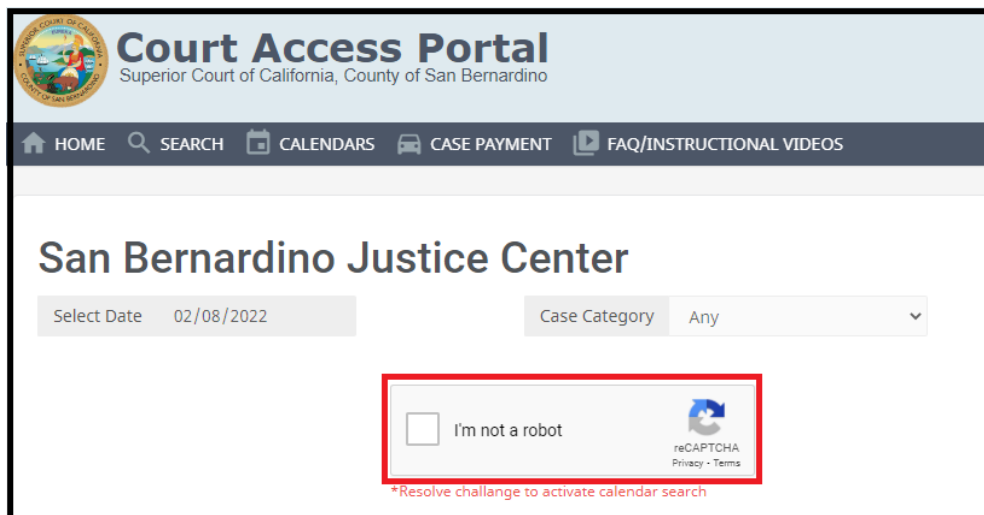 Court Access Portal
Superior Court of California, County of San Bernardino
HOME SEARCH CALENDARS CASE PAYMENT FAQ/INSTRUCTIONAL VIDEOS
San Bernardino Justice Center
Select Date 02/08/2022 Case Category Any
I'm not a robot
reCAPTCHA
Privacy - Terms
*Resolve challange to activate calendar search